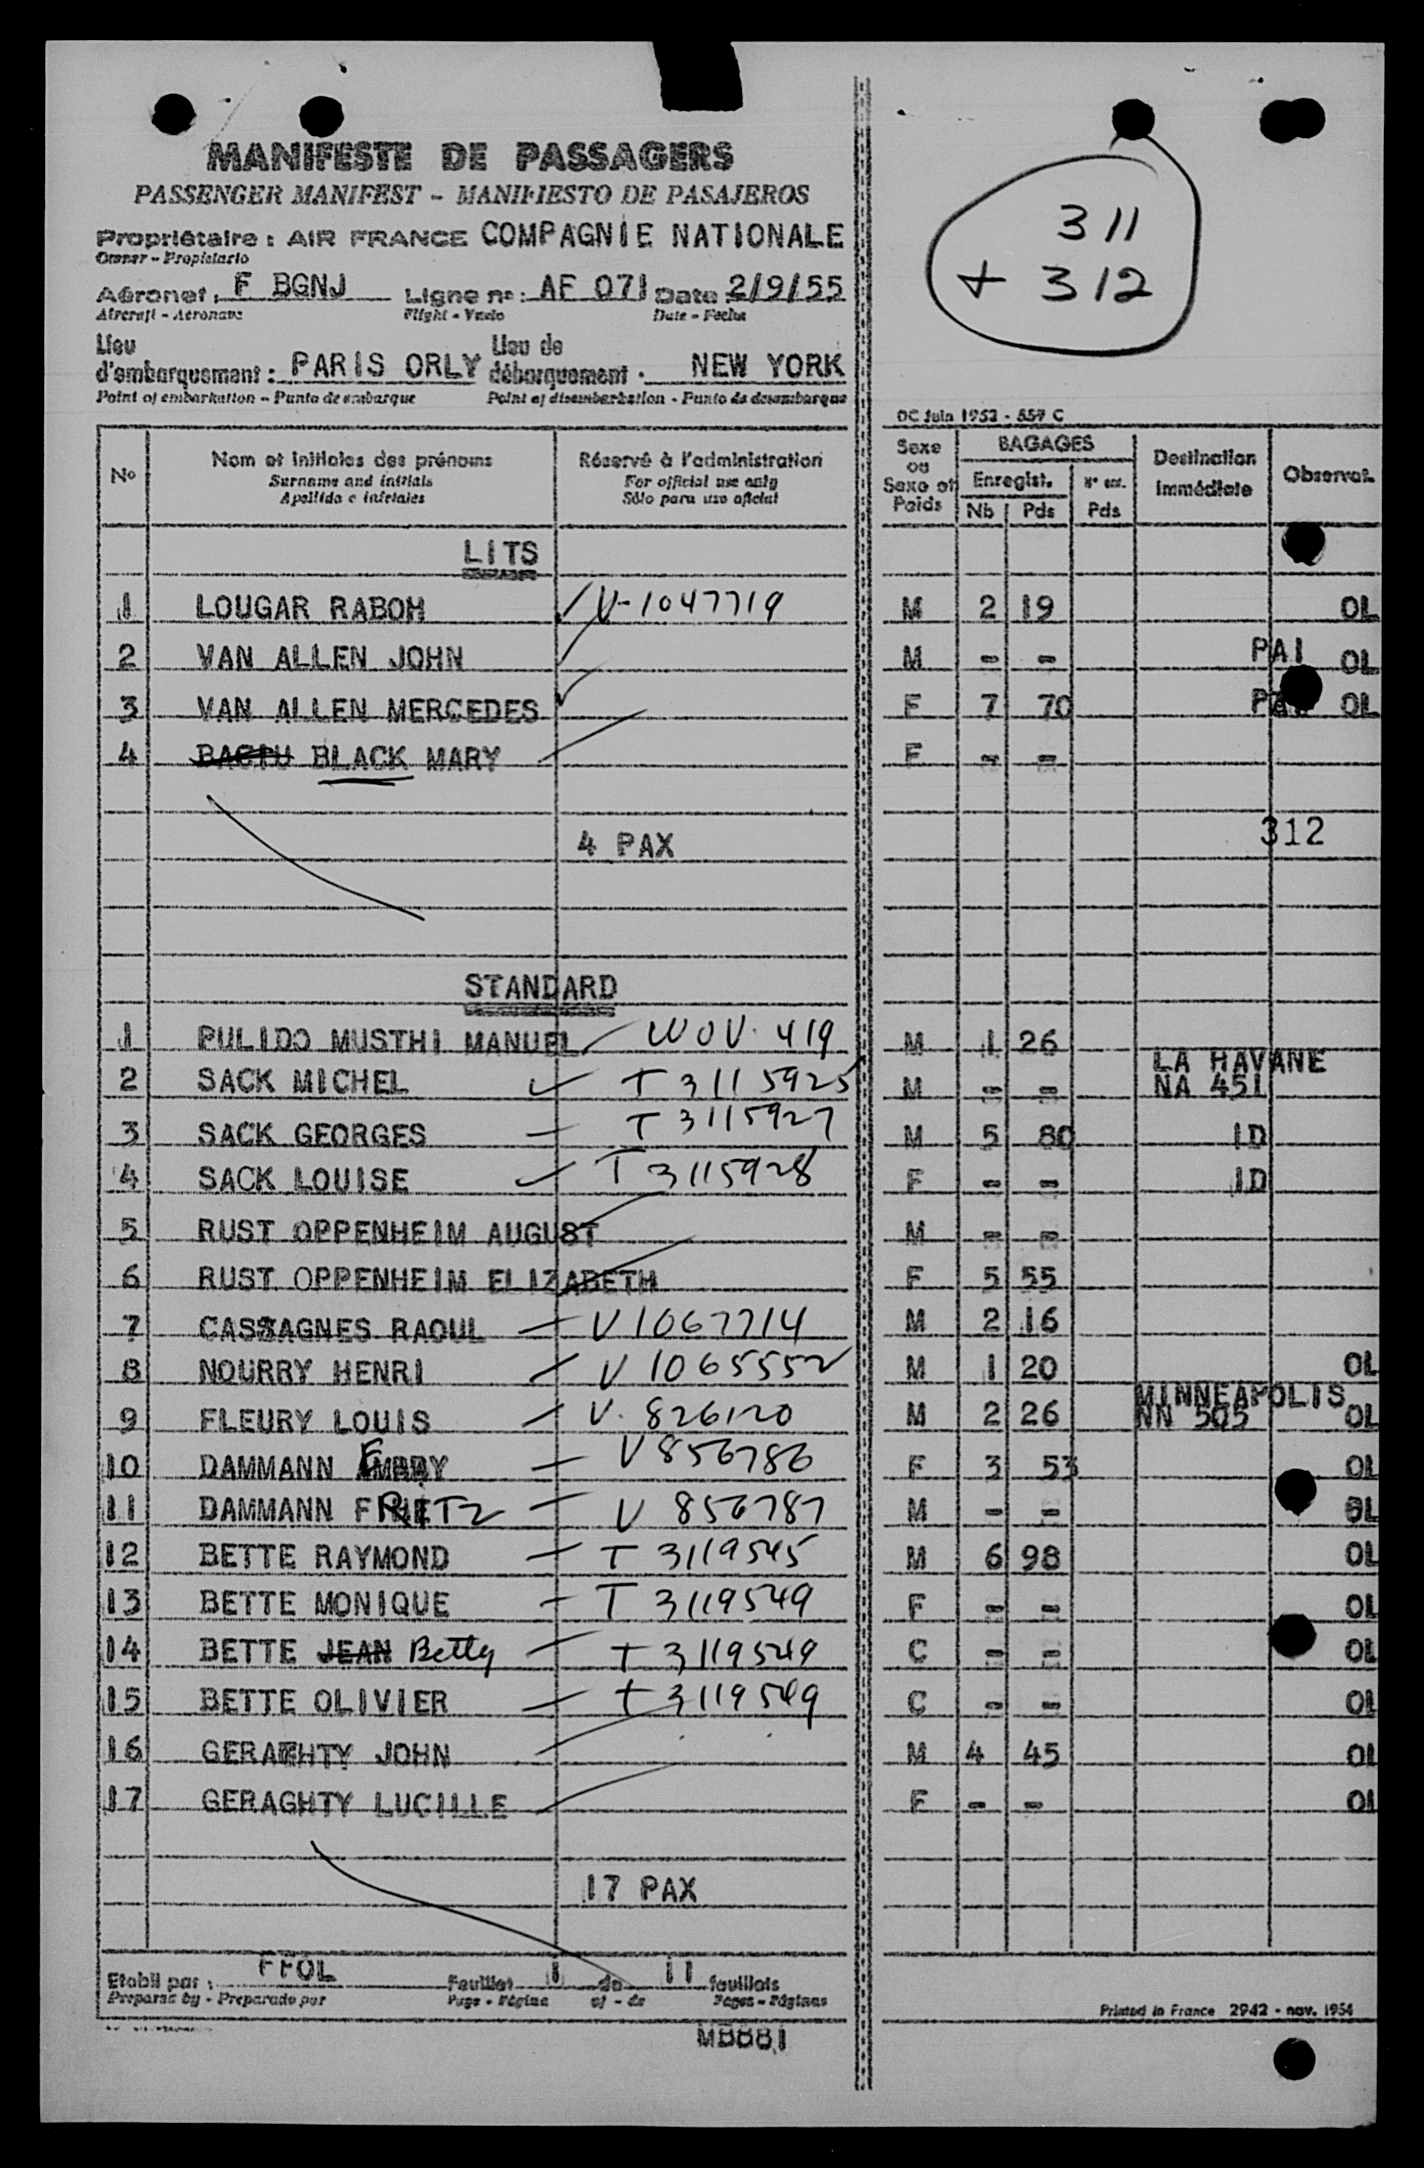 MANIFESTE DE PASSAGERS
PASSENGER MANIFEST - MANIFIESTO DE PASAJEROS
Propriétaire : AIR FRANCE COMPAGNIE NATIONALE
Owner - Propietario
Aéronef : F BGNJ Ligne n° : AF 071 Date 2/9/55
Aircraft - Aeronave Flight - Vuelo Date - Fecha
Lieu d'embarquement : PARIS ORLY Lieu de débarquement : NEW YORK
Point of embarkation - Punto de embarque Point of disembarkation - Punto de desembarque
311
+ 312
OC Juin 1953 - 557 C
N° Nom et initiales des prénoms Réservé à l'administration Sexe ou Sexe et Poids BAGAGES Destination immédiate Observat.
Surname and initials For official use only Enregist. N° enr.
Apellido e iniciales Sólo para uso oficial Nb Pds Pds
LITS
1 LOUGAR RABOH V-1047719 M 2 19 OL
2 VAN ALLEN JOHN M - - PAI OL
3 VAN ALLEN MERCEDES F 7 70 OL
4 BLACK MARY F - -
4 PAX 312
STANDARD
1 PULIDO MUSTHI MANUEL WOV. 419 M 1 26 LA HAVANE
2 SACK MICHEL T 3115925 M - - NA 451
3 SACK GEORGES T 3115927 M 5 80 ID
4 SACK LOUISE T 3115928 F - - ID
5 RUST OPPENHEIM AUGUST M - -
6 RUST OPPENHEIM ELIZABETH F 5 55
7 CASSAGNES RAOUL V 1067714 M 2 16
8 NOURRY HENRI V 1065552 M 1 20 OL
9 FLEURY LOUIS V. 826120 M 2 26 MINNEAPOLIS NN 505 OL
10 DAMMANN V 856786 F 3 53 OL
11 DAMMANN FRITZ V 856787 M - - OL
12 BETTE RAYMOND T 3119545 M 6 98 OL
13 BETTE MONIQUE T 3119549 F - - OL
14 BETTE JEAN Betty T 3119549 C - - OL
15 BETTE OLIVIER T 3119549 C - - OL
16 GERAGHTY JOHN M 4 45 OL
17 GERAGHTY LUCILLE F - - OL
17 PAX
Etabli par : FFOL Feuillet 1 de 11 feuillets
Prepared by - Preparado por Page - Página of - de Pages - Páginas
Printed in France 2942 - nov. 1954
MB881